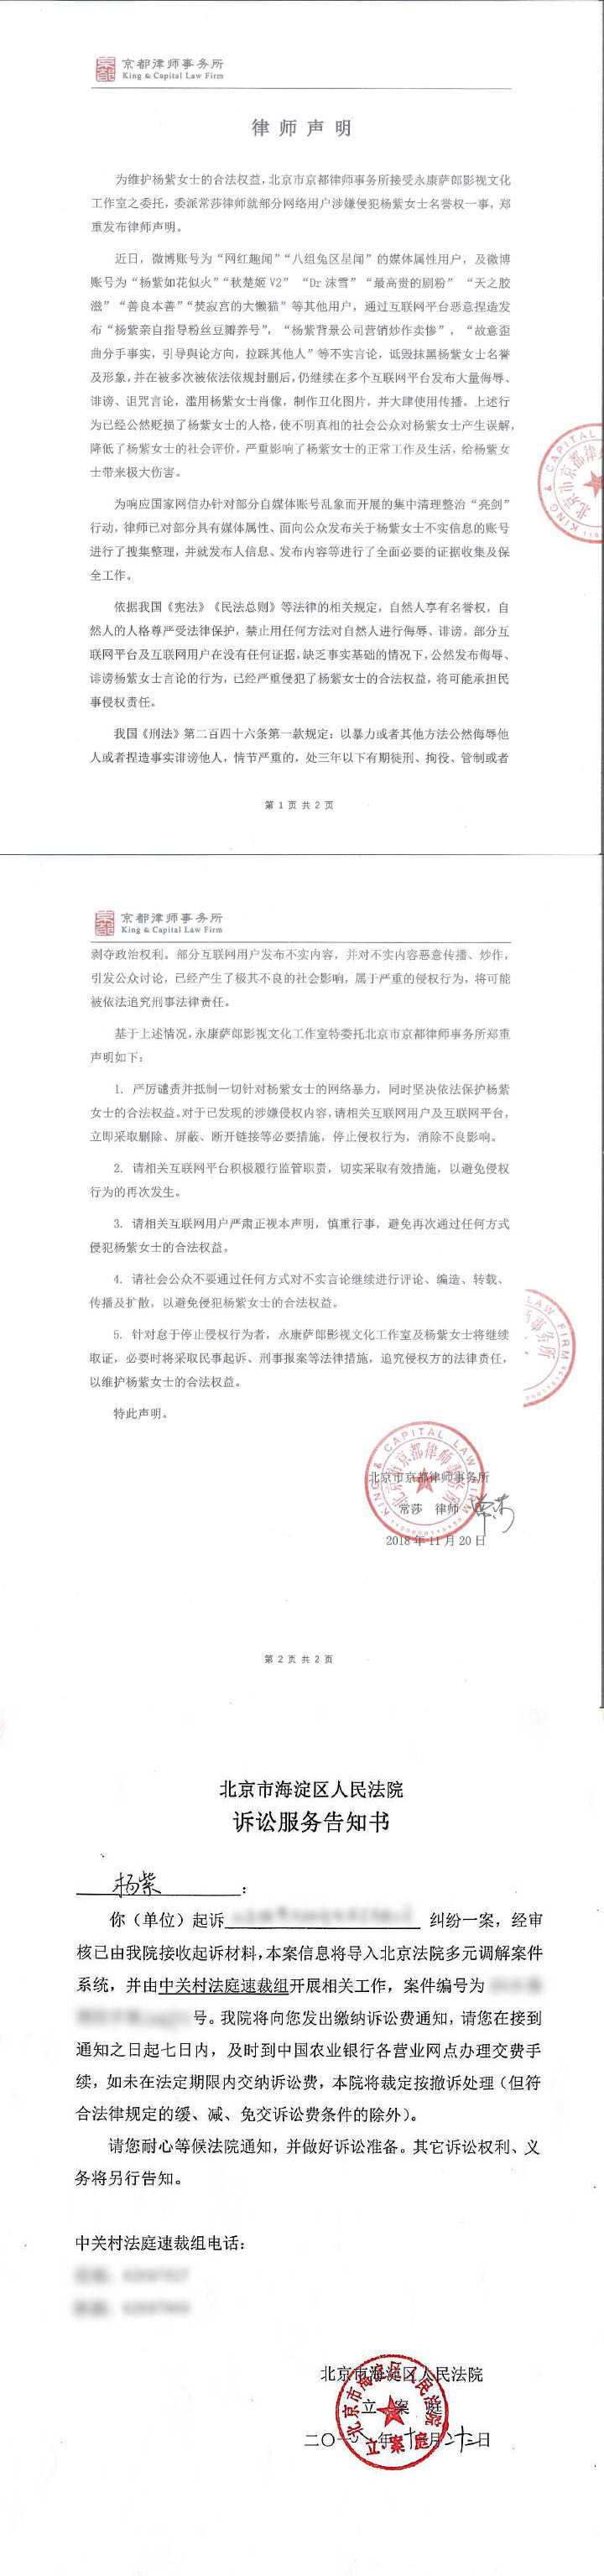 京都律师事务所
King & Capital Law Firm
律师声明
为维护杨紫女士的合法权益，北京市京都律师事务所接受永康萨郎影视文化
工作室之委托，委派常莎律师就部分网络用户涉嫌侵犯杨紫女士名誉权一事，郑
重发布律师声明。
近日，微博账号为“网红趣闻”“八组兔区星闻”的媒体属性用户，及微博
账号为“杨紫如花似火”“秋楚姬 V2” “Dr 沫雪” “最高贵的剧粉” “天之胶
滋”“善良本善”“焚寂宫的大懒猫”等其他用户，通过互联网平台恶意捏造发
布“杨紫亲自指导粉丝豆瓣养号”，“杨紫背景公司营销炒作卖惨”，“故意歪
曲分手事实，引导舆论方向，拉踩其他人”等不实言论，诋毁抹黑杨紫女士名誉
及形象，并在被多次被依法依规封删后，仍继续在多个互联网平台发布大量侮辱、
诽谤、诅咒言论，滥用杨紫女士肖像，制作丑化图片，并大肆使用传播。上述行
为已经公然贬损了杨紫女士的人格，使不明真相的社会公众对杨紫女士产生误解，
降低了杨紫女士的社会评价，严重影响了杨紫女士的正常工作及生活，给杨紫女
士带来极大伤害。
为响应国家网信办针对部分自媒体账号乱象而开展的集中清理整治“亮剑”
行动，律师已对部分具有媒体属性、面向公众发布关于杨紫女士不实信息的账号
进行了搜集整理，并就发布人信息、发布内容等进行了全面必要的证据收集及保
全工作。
依据我国《宪法》《民法总则》等法律的相关规定，自然人享有名誉权，自
然人的人格尊严受法律保护，禁止用任何方法对自然人进行侮辱、诽谤。部分互
联网平台及互联网用户在没有任何证据，缺乏事实基础的情况下，公然发布侮辱、
诽谤杨紫女士言论的行为，已经严重侵犯了杨紫女士的合法权益，将可能承担民
事侵权责任。
我国《刑法》第二百四十六条第一款规定：以暴力或者其他方法公然侮辱他
人或者捏造事实诽谤他人，情节严重的，处三年以下有期徒刑、拘役、管制或者
第 1 页 共 2 页
京都律师事务所
King & Capital Law Firm
剥夺政治权利。部分互联网用户发布不实内容，并对不实内容恶意传播、炒作，
引发公众讨论，已经产生了极其不良的社会影响，属于严重的侵权行为，将可能
被依法追究刑事法律责任。
基于上述情况，永康萨郎影视文化工作室特委托北京市京都律师事务所郑重
声明如下：
1. 严厉谴责并抵制一切针对杨紫女士的网络暴力，同时坚决依法保护杨紫
女士的合法权益。对于已发现的涉嫌侵权内容，请相关互联网用户及互联网平台，
立即采取删除、屏蔽、断开链接等必要措施，停止侵权行为，消除不良影响。
2. 请相关互联网平台积极履行监管职责，切实采取有效措施，以避免侵权
行为的再次发生。
3. 请相关互联网用户严肃正视本声明，慎重行事，避免再次通过任何方式
侵犯杨紫女士的合法权益。
4. 请社会公众不要通过任何方式对不实言论继续进行评论、编造、转载、
传播及扩散，以避免侵犯杨紫女士的合法权益。
5. 针对怠于停止侵权行为者，永康萨郎影视文化工作室及杨紫女士将继续
取证，必要时将采取民事起诉、刑事报案等法律措施，追究侵权方的法律责任，
以维护杨紫女士的合法权益。
特此声明。
北京市京都律师事务所
常莎 律师 常莎
2018 年 11 月 20 日
第 2 页 共 2 页
北京市海淀区人民法院
诉讼服务告知书
杨紫：
你（单位）起诉 纠纷一案，经审
核已由我院接收起诉材料，本案信息将导入北京法院多元调解案件
系统，并由中关村法庭速裁组开展相关工作，案件编号为
号。我院将向您发出缴纳诉讼费通知，请您在接到
通知之日起七日内，及时到中国农业银行各营业网点办理交费手
续，如未在法定期限内交纳诉讼费，本院将裁定按撤诉处理（但符
合法律规定的缓、减、免交诉讼费条件的除外）。
请您耐心等候法院通知，并做好诉讼准备。其它诉讼权利、义
务将另行告知。
中关村法庭速裁组电话：
北京市海淀区人民法院
立 案 庭
二〇一八年十一月二十二日